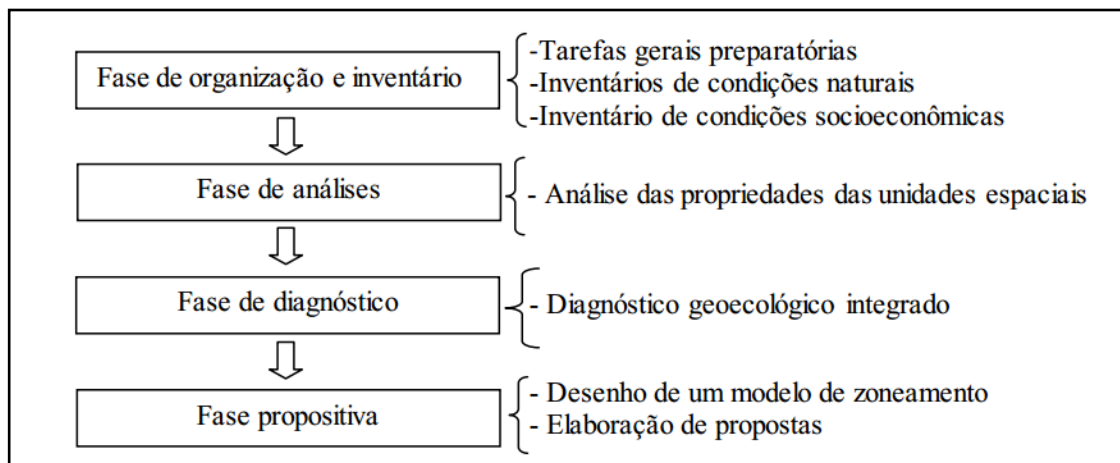 Fase de organização e inventário
-Tarefas gerais preparatórias
-Inventários de condições naturais
-Inventário de condições socioeconômicas
Fase de análises
- Análise das propriedades das unidades espaciais
Fase de diagnóstico
- Diagnóstico geoecológico integrado
Fase propositiva
- Desenho de um modelo de zoneamento
- Elaboração de propostas